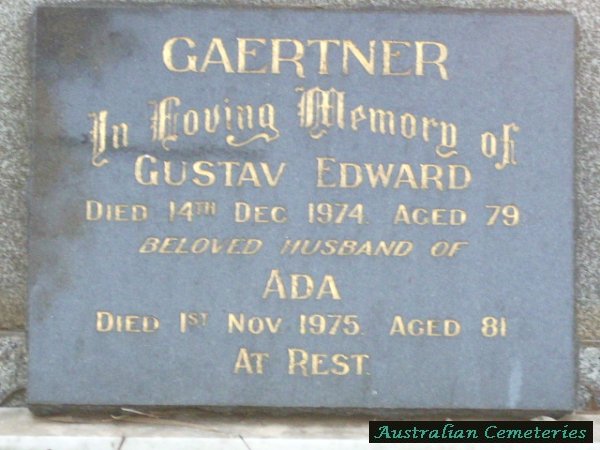 GAERTNER
In Loving Memory of
GUSTAV EDWARD
DIED 14TH DEC 1974. AGED 79
BELOVED HUSBAND OF
ADA
DIED 1ST NOV 1975. AGED 81
AT REST.
Australian Cemeteries